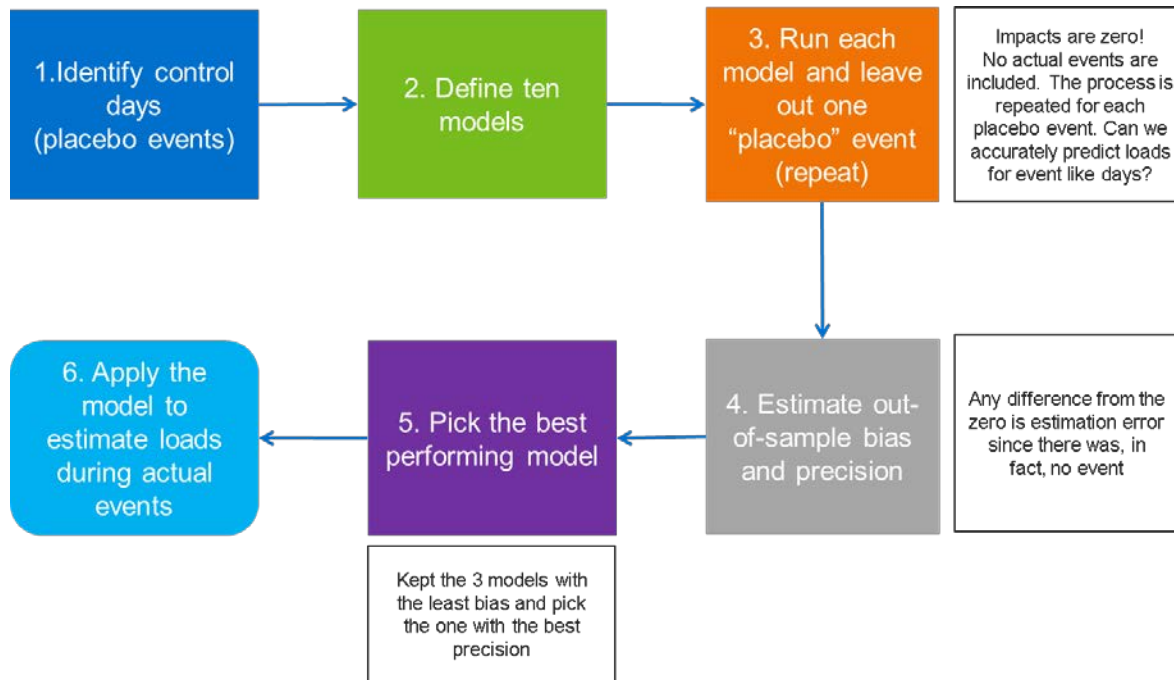 1.Identify control
days
(placebo events)
2. Define ten
models
3. Run each
model and leave
out one
“placebo” event
(repeat)
Impacts are zero!
No actual events are
included. The process is
repeated for each
placebo event. Can we
accurately predict loads
for event like days?
4. Estimate out-
of-sample bias
and precision
Any difference from the
zero is estimation error
since there was, in
fact, no event
5. Pick the best
performing model
Kept the 3 models with
the least bias and pick
the one with the best
precision
6. Apply the
model to
estimate loads
during actual
events